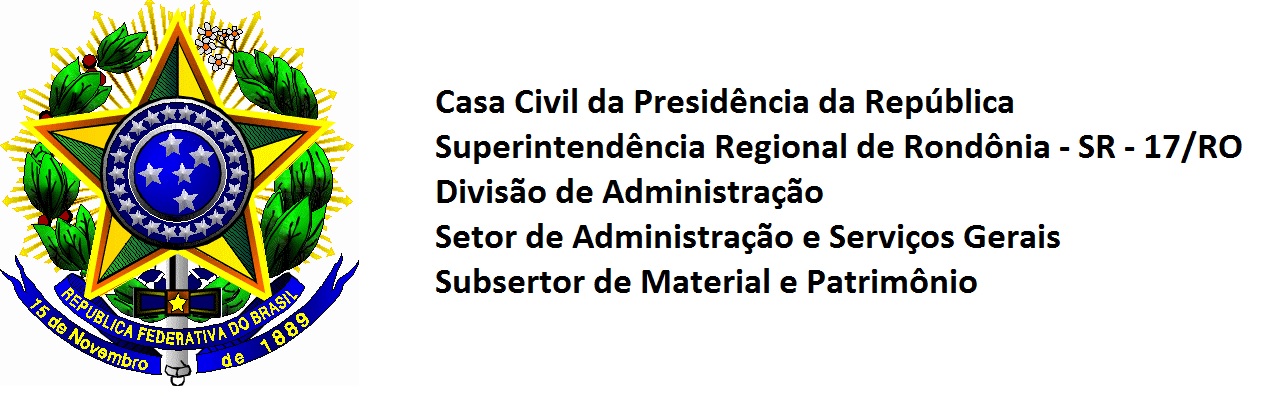 Casa Civil da Presidência da República
Superintendência Regional de Rondônia - SR - 17/RO
Divisão de Administração
Setor de Administração e Serviços Gerais
Subsertor de Material e Patrimônio
REPUBLICA FEDERATIVA DO BRASIL
15 de Novembro de 1889